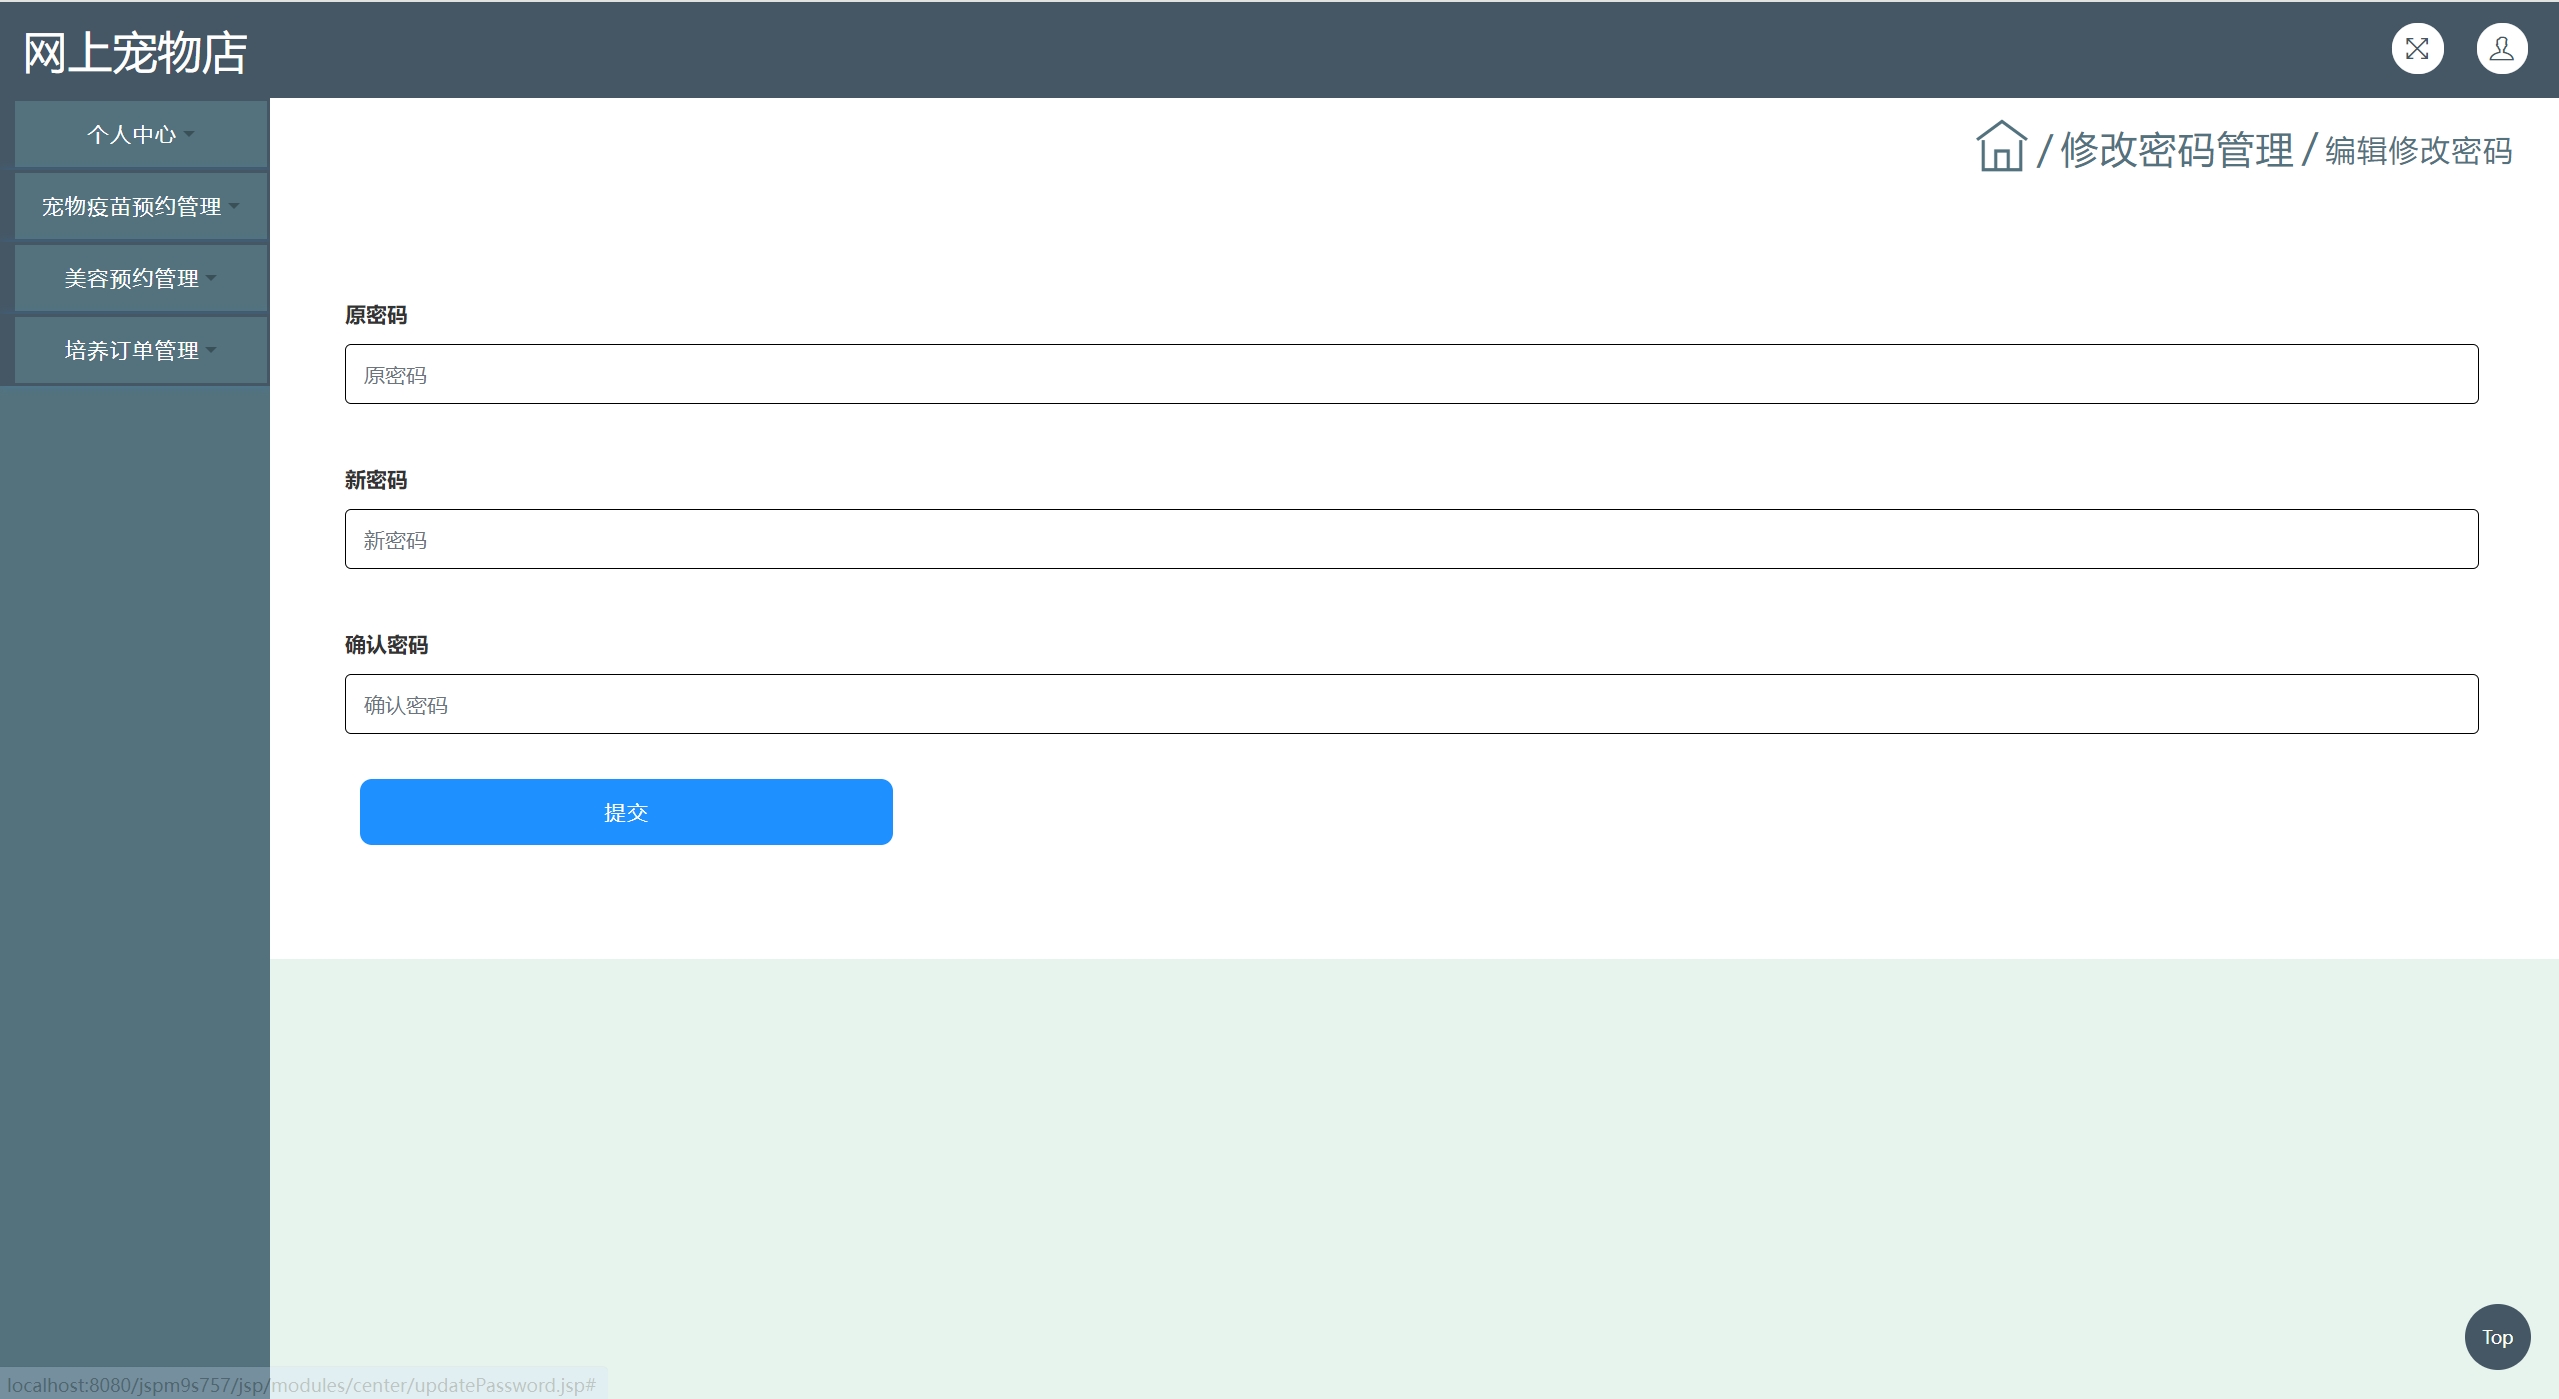 网上宠物店
个人中心
宠物疫苗预约管理
美容预约管理
培养订单管理
/ 修改密码管理 / 编辑修改密码
原密码
原密码
新密码
新密码
确认密码
确认密码
提交
Top
localhost:8080/jspm9s757/jsp/modules/center/updatePassword.jsp#